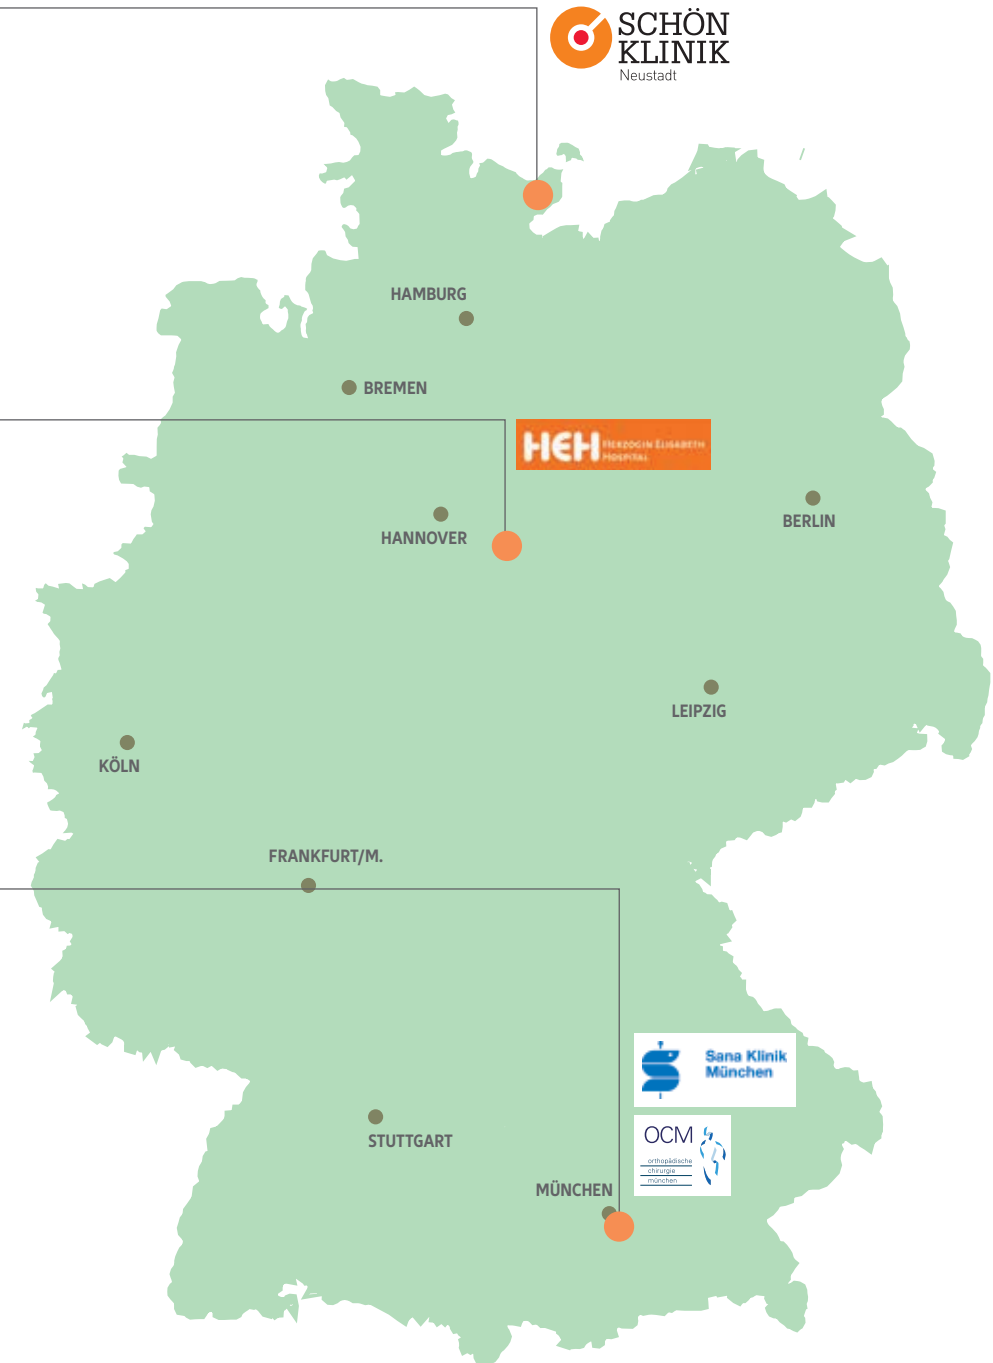 SCHÖN
KLINIK
Neustadt
HAMBURG
BREMEN
HEH HERZOGIN ELISABETH
HOSPITAL
BERLIN
HANNOVER
LEIPZIG
KÖLN
FRANKFURT/M.
Sana Klinik
München
OCM
orthopädische
chirurgie
münchen
STUTTGART
MÜNCHEN